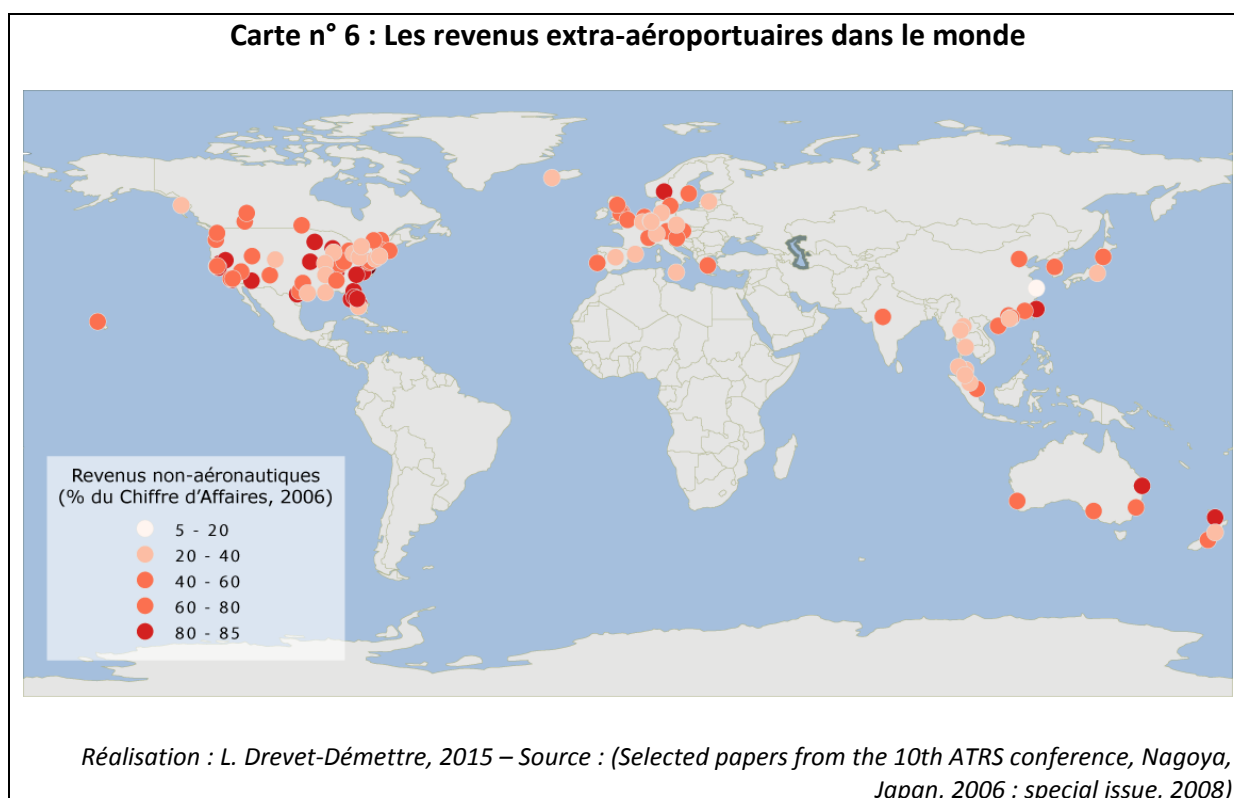 Carte n° 6 : Les revenus extra-aéroportuaires dans le monde
Revenus non-aéronautiques
(% du Chiffre d'Affaires, 2006)
5 - 20
20 - 40
40 - 60
60 - 80
80 - 85
Réalisation : L. Drevet-Démettre, 2015 – Source : (Selected papers from the 10th ATRS conference, Nagoya,
Japan, 2006 : special issue, 2008)